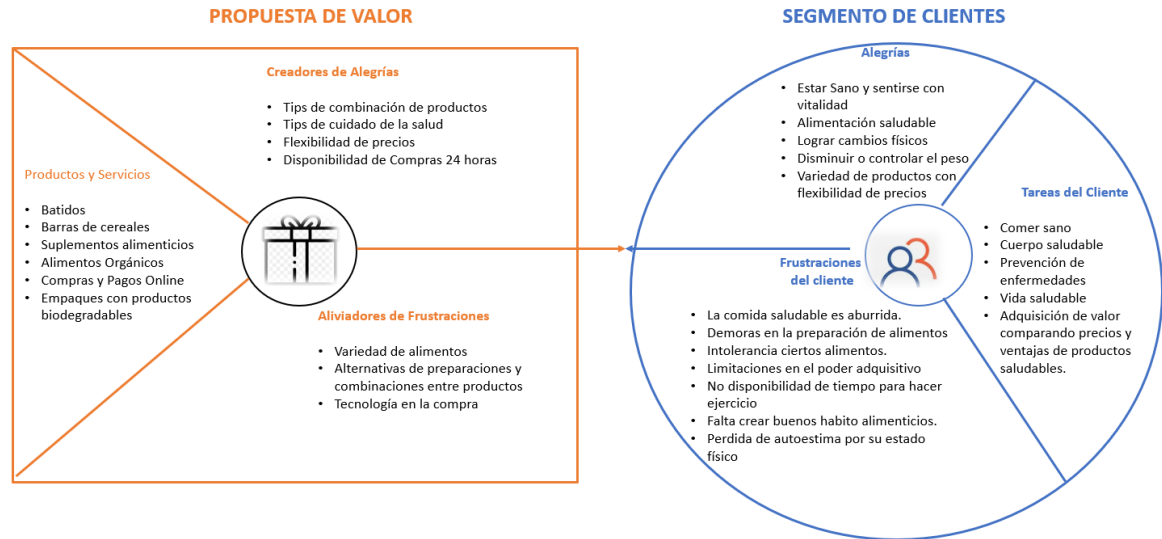 PROPUESTA DE VALOR
Creadores de Alegrías
• Tips de combinación de productos
• Tips de cuidado de la salud
• Flexibilidad de precios
• Disponibilidad de Compras 24 horas
Productos y Servicios
• Batidos
• Barras de cereales
• Suplementos alimenticios
• Alimentos Orgánicos
• Compras y Pagos Online
• Empaques con productos
biodegradables
Aliviadores de Frustraciones
• Variedad de alimentos
• Alternativas de preparaciones y
combinaciones entre productos
• Tecnología en la compra
SEGMENTO DE CLIENTES
Alegrías
• Estar Sano y sentirse con
vitalidad
• Alimentación saludable
• Lograr cambios físicos
• Disminuir o controlar el peso
• Variedad de productos con
flexibilidad de precios
Tareas del Cliente
• Comer sano
• Cuerpo saludable
• Prevención de
enfermedades
• Vida saludable
• Adquisición de valor
comparando precios y
ventajas de productos
saludables.
Frustraciones
del cliente
• La comida saludable es aburrida.
• Demoras en la preparación de alimentos
• Intolerancia ciertos alimentos.
• Limitaciones en el poder adquisitivo
• No disponibilidad de tiempo para hacer
ejercicio
• Falta crear buenos habito alimenticios.
• Perdida de autoestima por su estado
físico